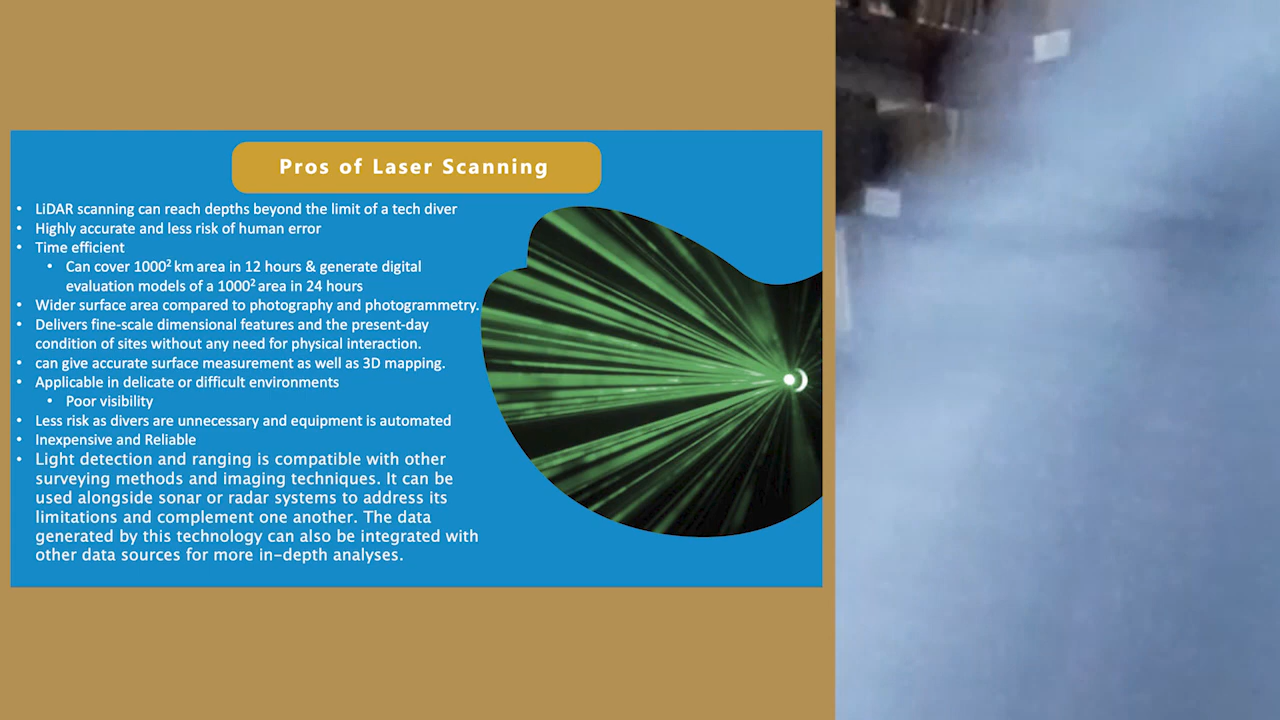 Pros of Laser Scanning
• LiDAR scanning can reach depths beyond the limit of a tech diver
• Highly accurate and less risk of human error
• Time efficient
• Can cover 1000² km area in 12 hours & generate digital
evaluation models of a 1000² area in 24 hours
• Wider surface area compared to photography and photogrammetry.
• Delivers fine-scale dimensional features and the present-day
condition of sites without any need for physical interaction.
• can give accurate surface measurement as well as 3D mapping.
• Applicable in delicate or difficult environments
• Poor visibility
• Less risk as divers are unnecessary and equipment is automated
• Inexpensive and Reliable
• Light detection and ranging is compatible with other
surveying methods and imaging techniques. It can be
used alongside sonar or radar systems to address its
limitations and complement one another. The data
generated by this technology can also be integrated with
other data sources for more in-depth analyses.